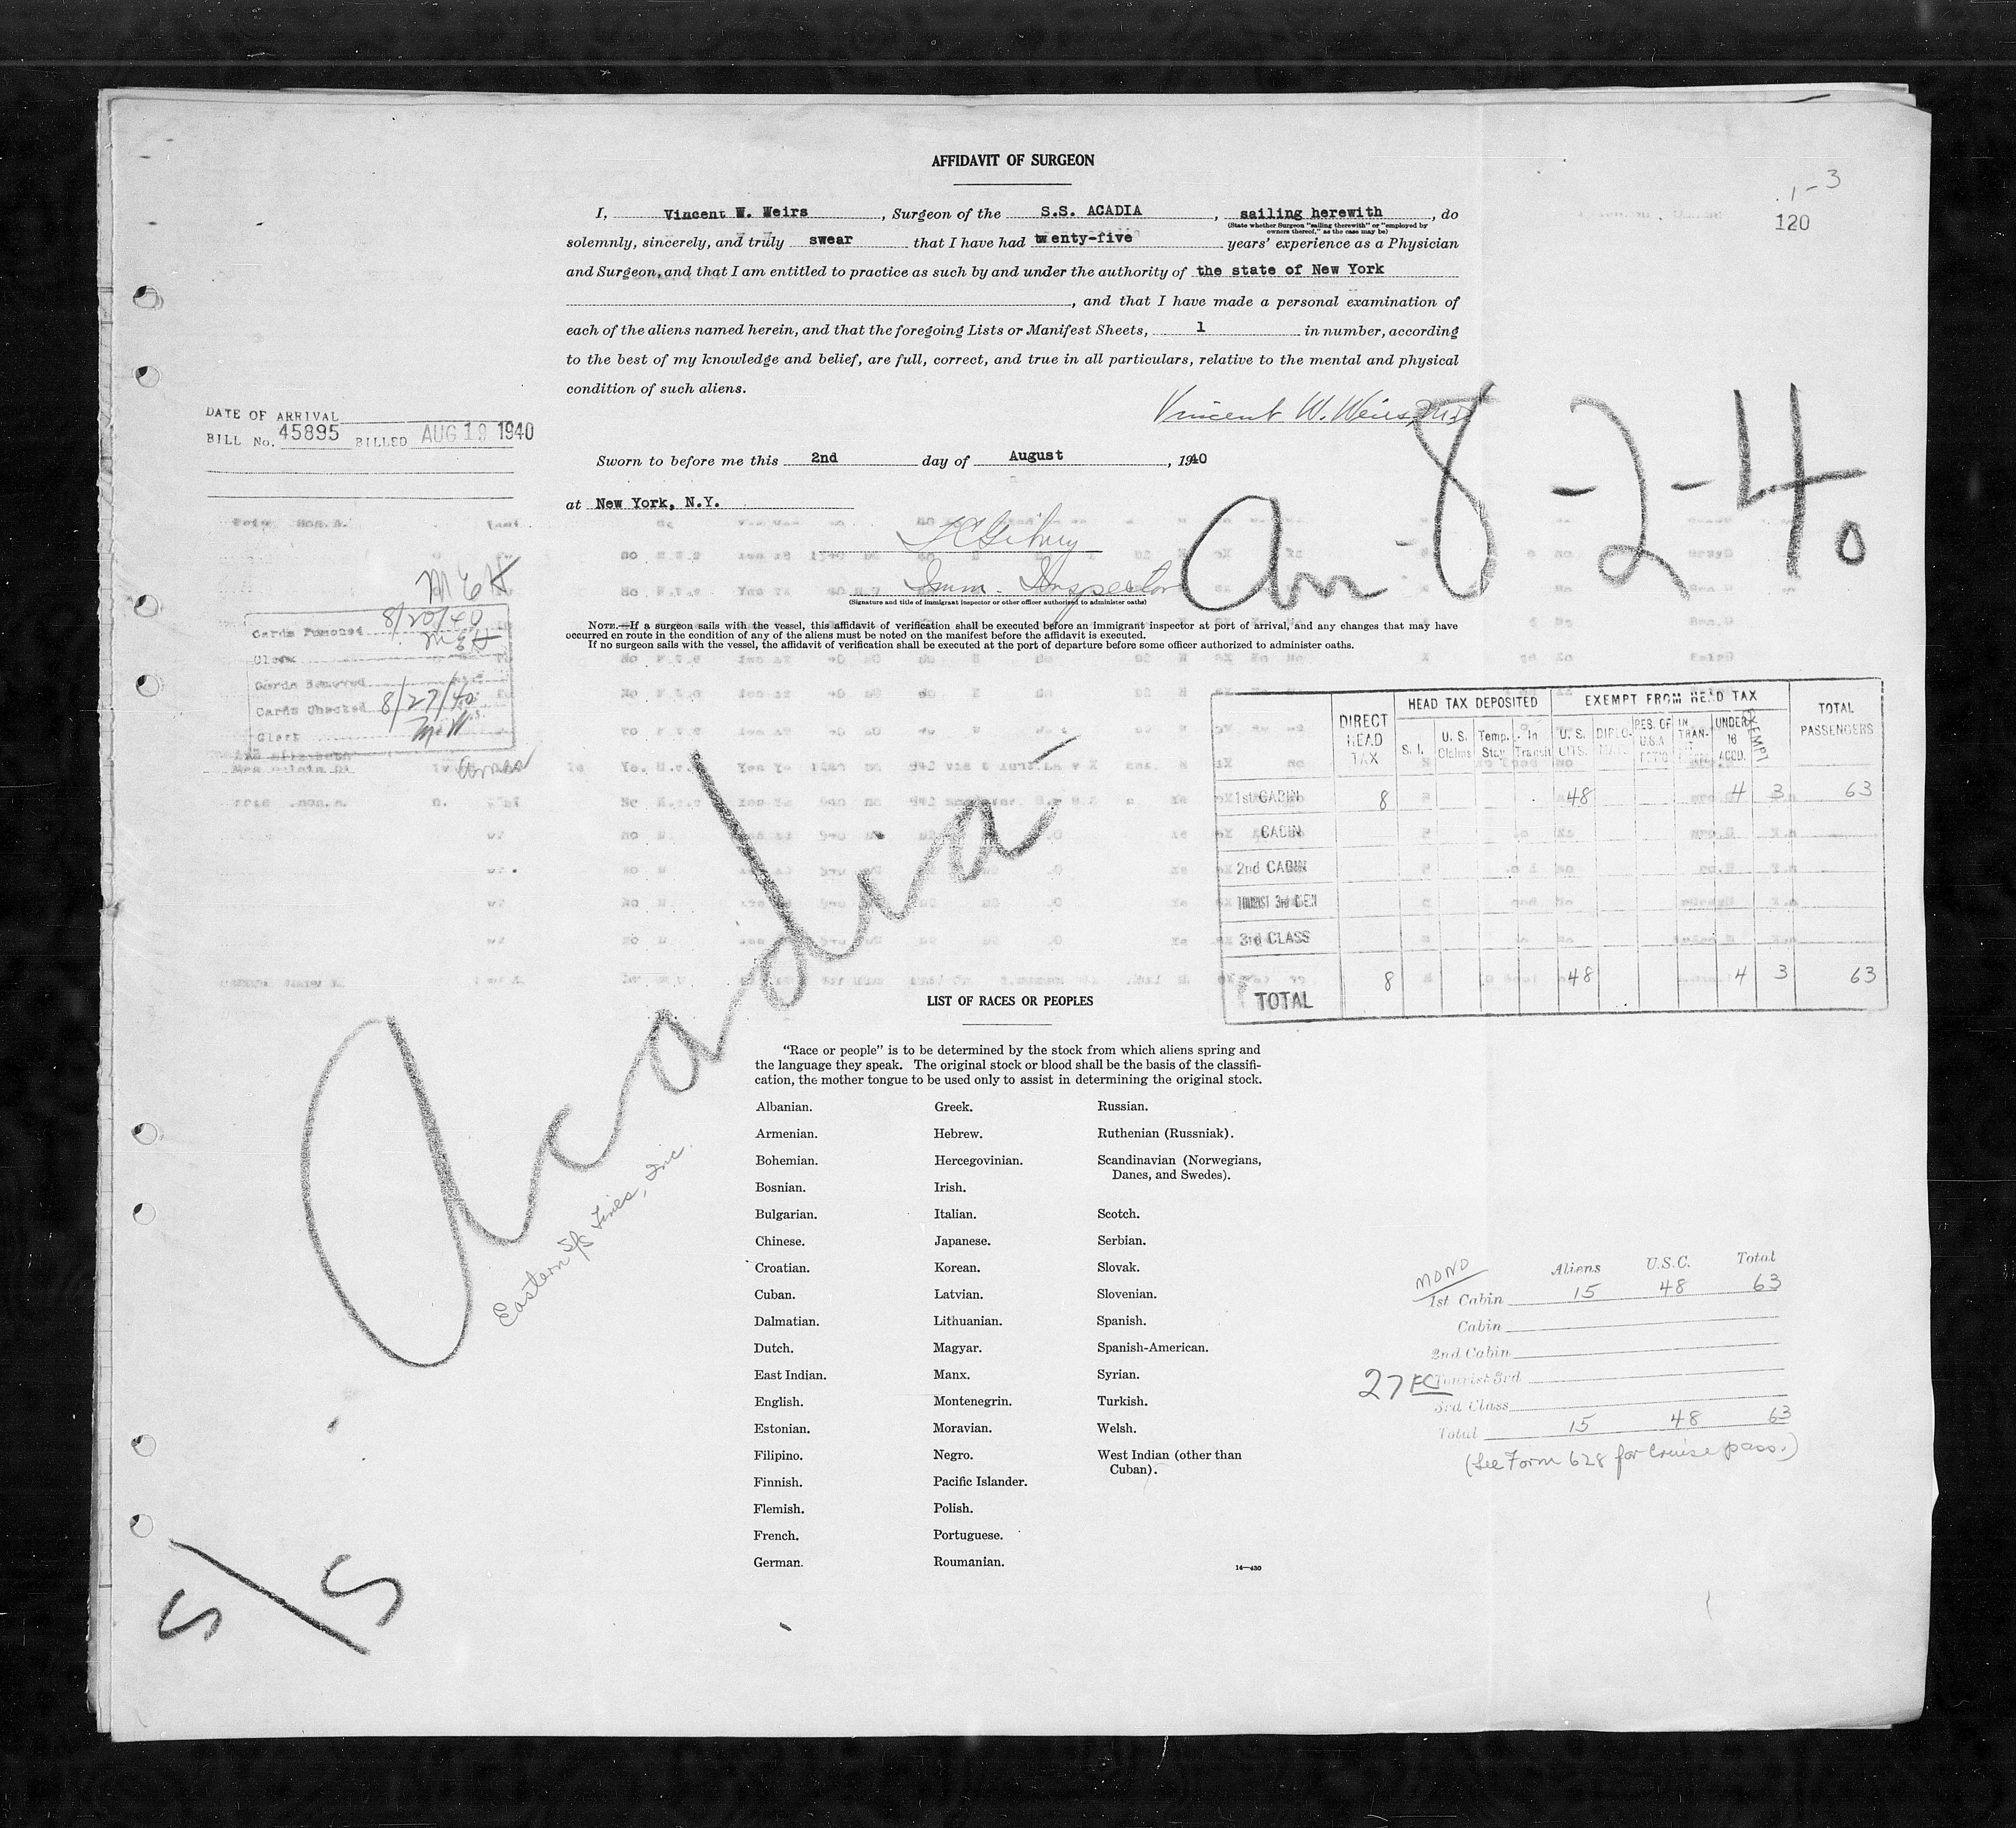 1-3
120
AFFIDAVIT OF SURGEON
I, Vincent W. Weirs, Surgeon of the S.S. ACADIA, sailing herewith, do
(State whether Surgeon "sailing therewith" or "employed by
owners thereof," as the case may be)
solemnly, sincerely, and truly swear that I have had twenty-five years' experience as a Physician
and Surgeon, and that I am entitled to practice as such by and under the authority of the state of New York
, and that I have made a personal examination of
each of the aliens named herein, and that the foregoing Lists or Manifest Sheets, 1 in number, according
to the best of my knowledge and belief, are full, correct, and true in all particulars, relative to the mental and physical
condition of such aliens.
Vincent W. Weirs, M.D.
DATE OF ARRIVAL
BILL No. 45895 BILLED AUG 19 1940
Sworn to before me this 2nd day of August, 1940
at New York, N.Y.
Imm. Inspector
(Signature and title of immigrant inspector or other officer authorized to administer oaths)
Arr - 8-2-40
NOTE.—If a surgeon sails with the vessel, this affidavit of verification shall be executed before an immigrant inspector at port of arrival, and any changes that may have
occurred en route in the condition of any of the aliens must be noted on the manifest before the affidavit is executed.
If no surgeon sails with the vessel, the affidavit of verification shall be executed at the port of departure before some officer authorized to administer oaths.
MEH
Cards Punched 8/20/40
Clerk MEH
Cards Removed
Cards Checked 8/27/40
Clerk
DIRECT HEAD TAX HEAD TAX DEPOSITED EXEMPT FROM HEAD TAX TOTAL PASSENGERS
S. I. U. S. Claims Temp. Stay In Transit U. S. CITS. DIPLO- RES. OF U.S.A. IN TRAN- UNDER 16 ACCD. EXEMPT
1st CABIN 8 48 4 3 63
CABIN
2nd CABIN
TOURIST 3rd
3rd CLASS
TOTAL 8 48 4 3 63
S/S Acadia
Eastern S/S Lines, Inc.
LIST OF RACES OR PEOPLES
"Race or people" is to be determined by the stock from which aliens spring and
the language they speak. The original stock or blood shall be the basis of the classifi-
cation, the mother tongue to be used only to assist in determining the original stock.
Albanian. Greek. Russian.
Armenian. Hebrew. Ruthenian (Russniak).
Bohemian. Hercegovinian. Scandinavian (Norwegians,
Danes, and Swedes).
Bosnian. Irish.
Bulgarian. Italian. Scotch.
Chinese. Japanese. Serbian.
Croatian. Korean. Slovak.
Cuban. Latvian. Slovenian.
Dalmatian. Lithuanian. Spanish.
Dutch. Magyar. Spanish-American.
East Indian. Manx. Syrian.
English. Montenegrin. Turkish.
Estonian. Moravian. Welsh.
Filipino. Negro. West Indian (other than
Cuban).
Finnish. Pacific Islander.
Flemish. Polish.
French. Portuguese.
German. Roumanian.
14—430
MONO
Aliens U.S.C. Total
1st Cabin 15 48 63
Cabin
2nd Cabin
27 FC Tourist 3rd
3rd Class
Total 15 48 63
(See Form 628 for Cruise pass.)